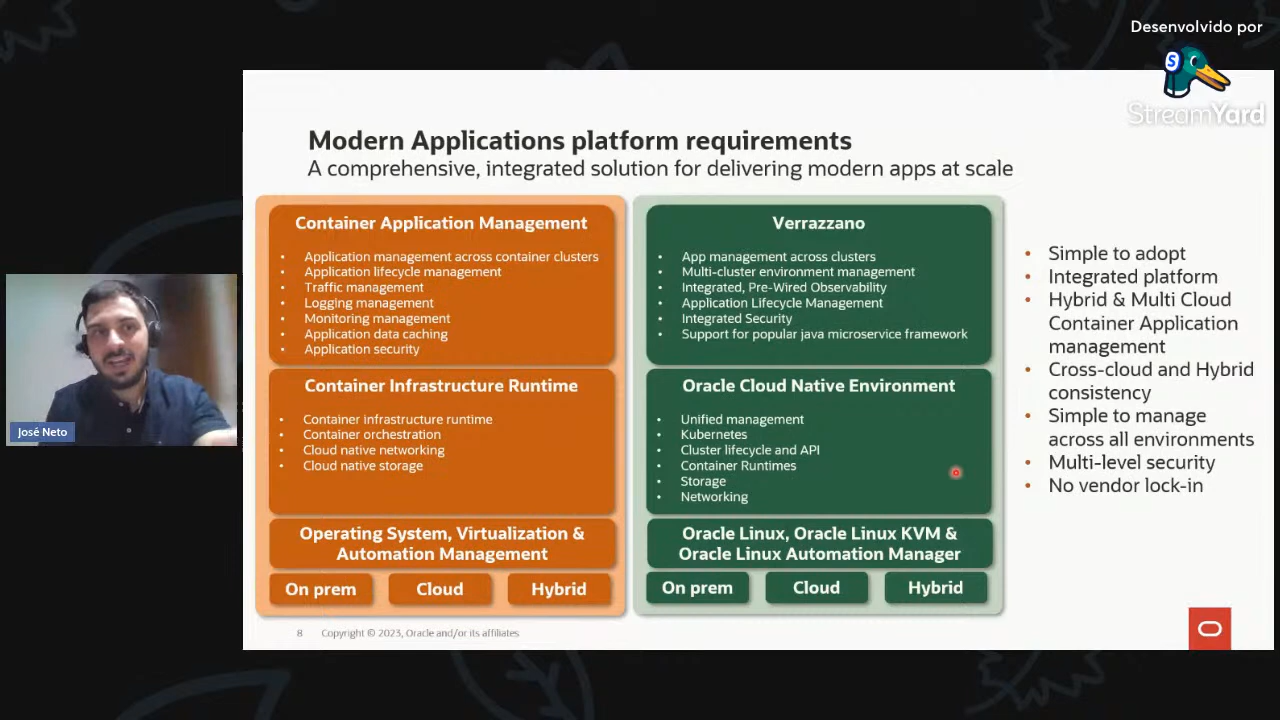 Desenvolvido por
S
StreamYard
Modern Applications platform requirements
A comprehensive, integrated solution for delivering modern apps at scale
Container Application Management
• Application management across container clusters
• Application lifecycle management
• Traffic management
• Logging management
• Monitoring management
• Application data caching
• Application security
Container Infrastructure Runtime
• Container infrastructure runtime
• Container orchestration
• Cloud native networking
• Cloud native storage
Operating System, Virtualization &
Automation Management
On prem
Cloud
Hybrid
Verrazzano
• App management across clusters
• Multi-cluster environment management
• Integrated, Pre-Wired Observability
• Application Lifecycle Management
• Integrated Security
• Support for popular java microservice framework
Oracle Cloud Native Environment
• Unified management
• Kubernetes
• Cluster lifecycle and API
• Container Runtimes
• Storage
• Networking
Oracle Linux, Oracle Linux KVM &
Oracle Linux Automation Manager
On prem
Cloud
Hybrid
• Simple to adopt
• Integrated platform
• Hybrid & Multi Cloud
Container Application
management
• Cross-cloud and Hybrid
consistency
• Simple to manage
across all environments
• Multi-level security
• No vendor lock-in
José Neto
8 Copyright © 2023, Oracle and/or its affiliates